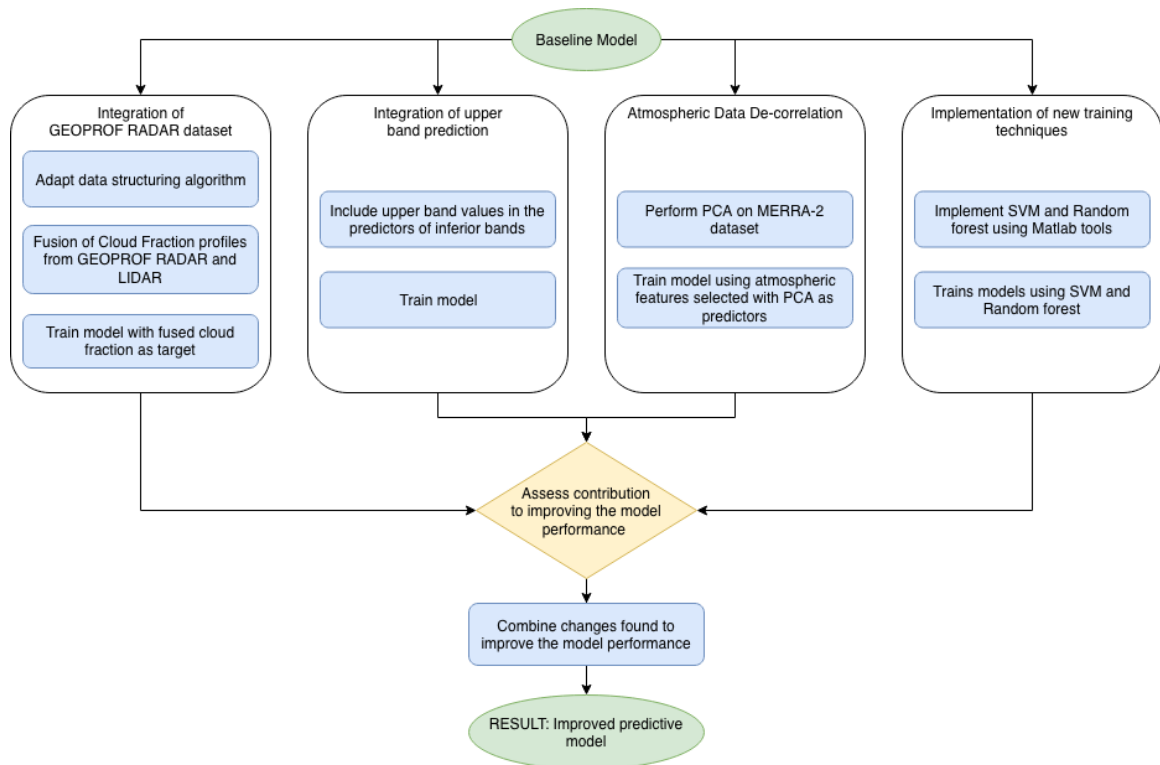 Baseline Model
Integration of
GEOPROF RADAR dataset
Adapt data structuring algorithm
Fusion of Cloud Fraction profiles
from GEOPROF RADAR and
LIDAR
Train model with fused cloud
fraction as target
Integration of upper
band prediction
Include upper band values in the
predictors of inferior bands
Train model
Atmospheric Data De-correlation
Perform PCA on MERRA-2
dataset
Train model using atmospheric
features selected with PCA as
predictors
Implementation of new training
techniques
Implement SVM and Random
forest using Matlab tools
Trains models using SVM and
Random forest
Assess contribution
to improving the model
performance
Combine changes found to
improve the model performance
RESULT: Improved predictive
model